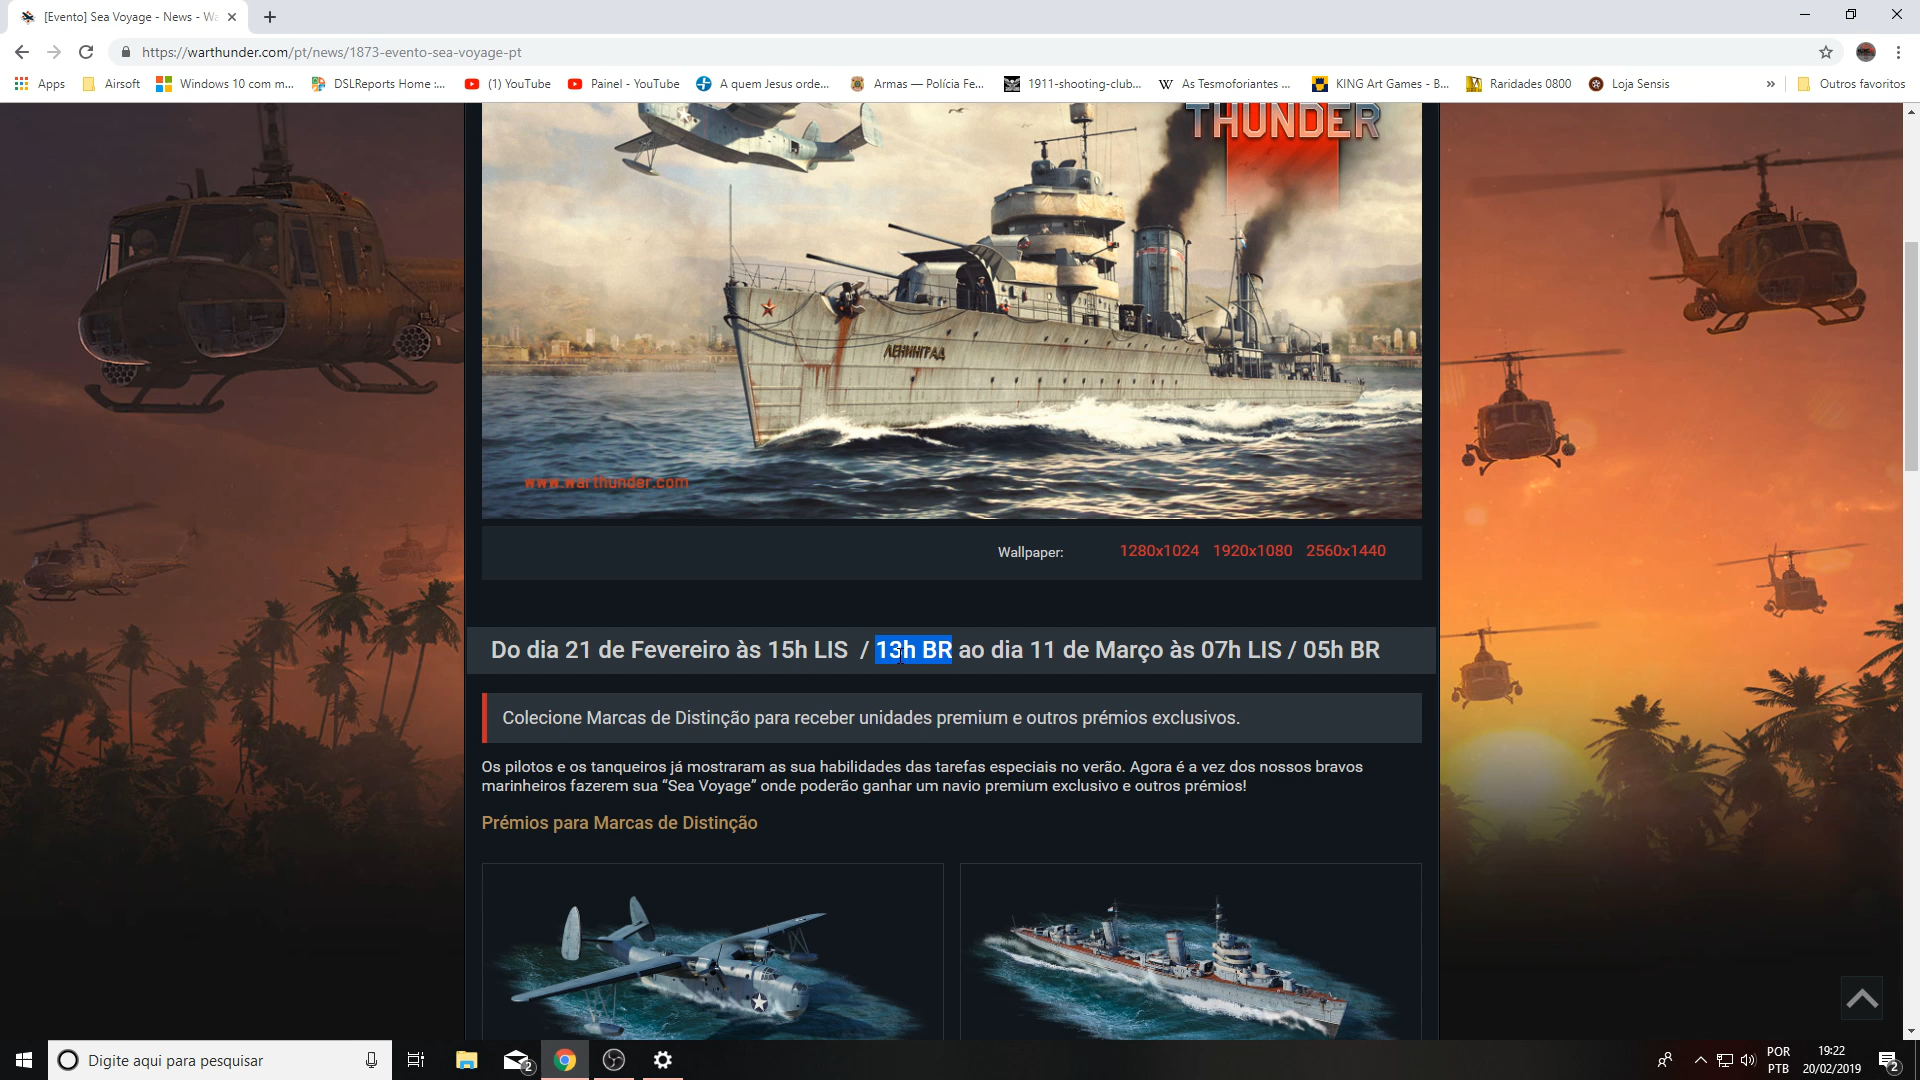 [Evento] Sea Voyage - News - Wa
https://warthunder.com/pt/news/1873-evento-sea-voyage-pt
Apps
Airsoft
Windows 10 com m...
DSLReports Home :...
(1) YouTube
Painel - YouTube
A quem Jesus orde...
Armas — Polícia Fe...
1911-shooting-club...
As Tesmoforiantes ...
KING Art Games - B...
Raridades 0800
Loja Sensis
»
Outros favoritos
THUNDER
ЛЕНИНГРАД
www.warthunder.com
Wallpaper: 1280x1024 1920x1080 2560x1440
Do dia 21 de Fevereiro às 15h LIS / 13h BR ao dia 11 de Março às 07h LIS / 05h BR
Colecione Marcas de Distinção para receber unidades premium e outros prémios exclusivos.
Os pilotos e os tanqueiros já mostraram as sua habilidades das tarefas especiais no verão. Agora é a vez dos nossos bravos
marinheiros fazerem sua “Sea Voyage” onde poderão ganhar um navio premium exclusivo e outros prémios!
Prémios para Marcas de Distinção
Digite aqui para pesquisar
2
POR
PTB
19:22
20/02/2019
2